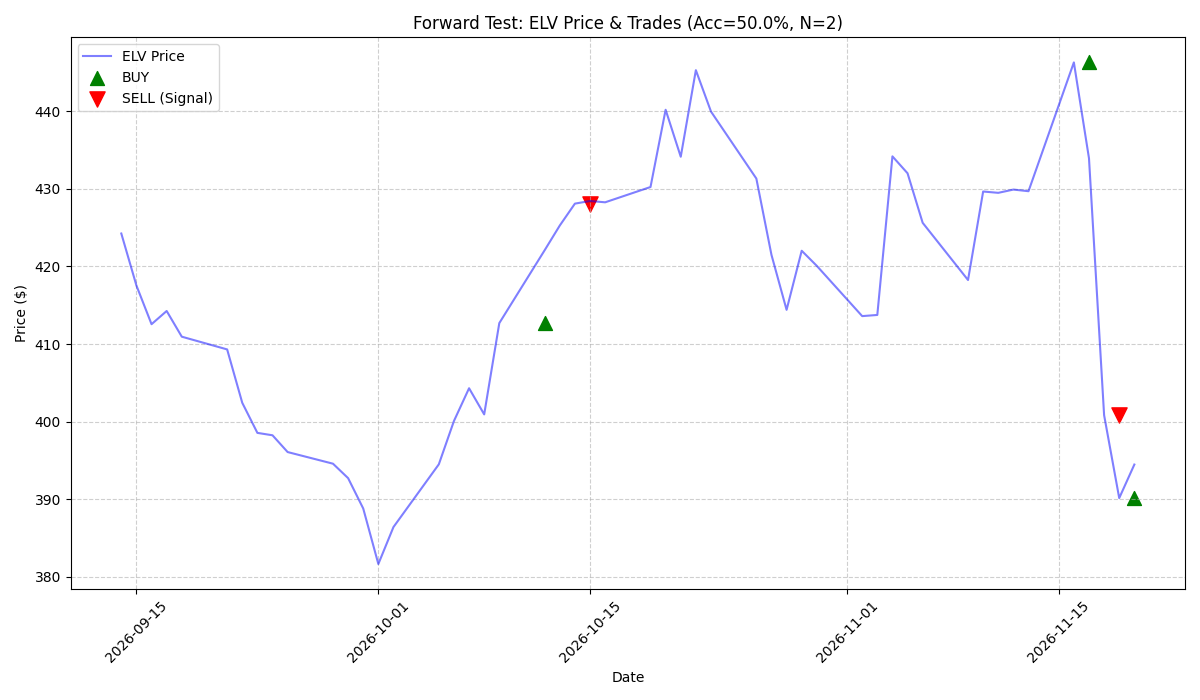 Forward Test: ELV Price & Trades (Acc=50.0%, N=2)
ELV Price
BUY
SELL (Signal)
Price ($)
440
430
420
410
400
390
380
2026-09-15
2026-10-01
2026-10-15
2026-11-01
2026-11-15
Date